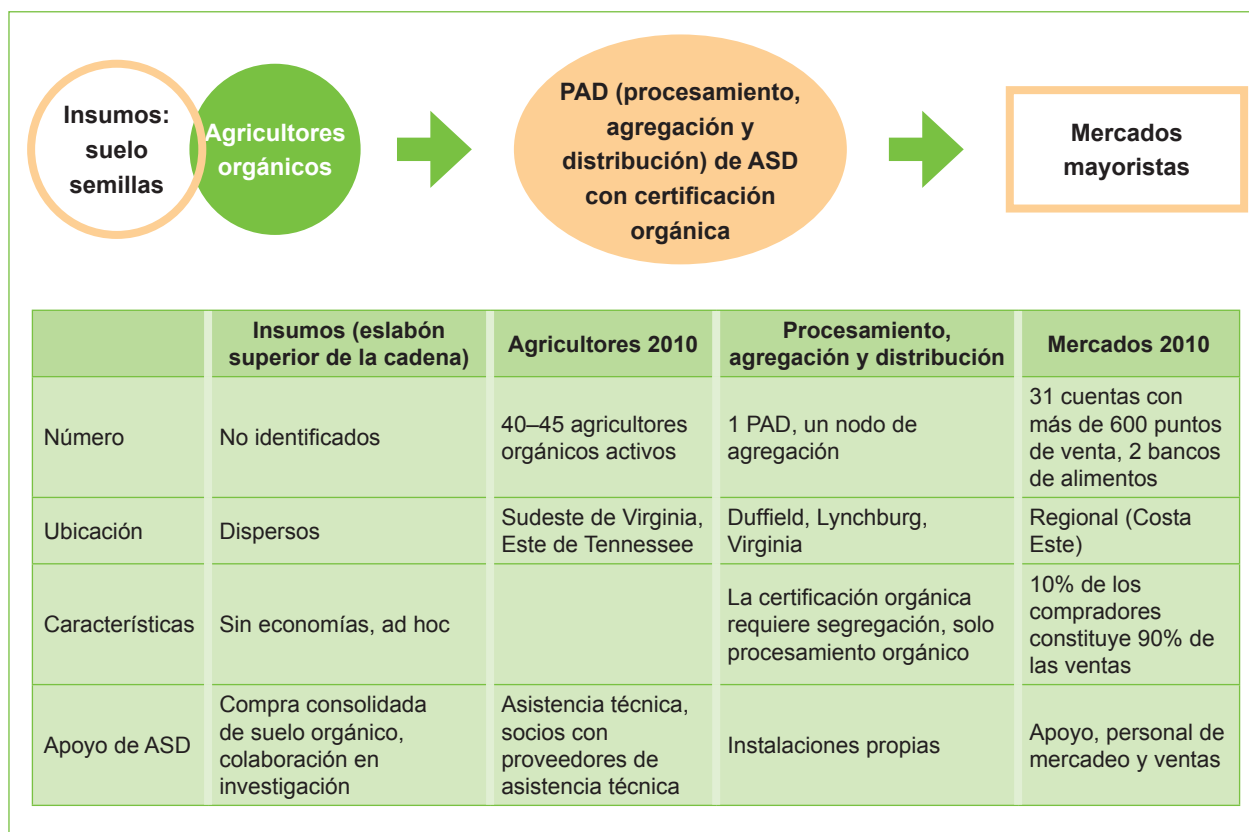 Insumos:
suelo
semillas
Agricultores
orgánicos
PAD (procesamiento,
agregación y
distribución) de ASD
con certificación
orgánica
Mercados
mayoristas
Insumos (eslabón
superior de la cadena)
Agricultores 2010
Procesamiento,
agregación y distribución
Mercados 2010
Número
No identificados
40–45 agricultores
orgánicos activos
1 PAD, un nodo de
agregación
31 cuentas con
más de 600 puntos
de venta, 2 bancos
de alimentos
Ubicación
Dispersos
Sudeste de Virginia,
Este de Tennessee
Duffield, Lynchburg,
Virginia
Regional (Costa
Este)
Características
Sin economías, ad hoc
La certificación orgánica
requiere segregación, solo
procesamiento orgánico
10% de los
compradores
constituye 90% de
las ventas
Apoyo de ASD
Compra consolidada
de suelo orgánico,
colaboración en
investigación
Asistencia técnica,
socios con
proveedores de
asistencia técnica
Instalaciones propias
Apoyo, personal de
mercadeo y ventas